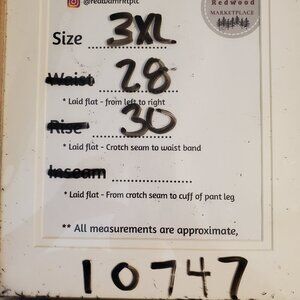 @redwdmrktplc
Redwood
MARKETPLACE
Size 3XL
Waist 28
* Laid flat - from left to right
Rise 30
* Laid flat - Crotch seam to waist band
Inseam
* Laid flat - From crotch seam to cuff of pant leg
** All measurements are approximate,
10747